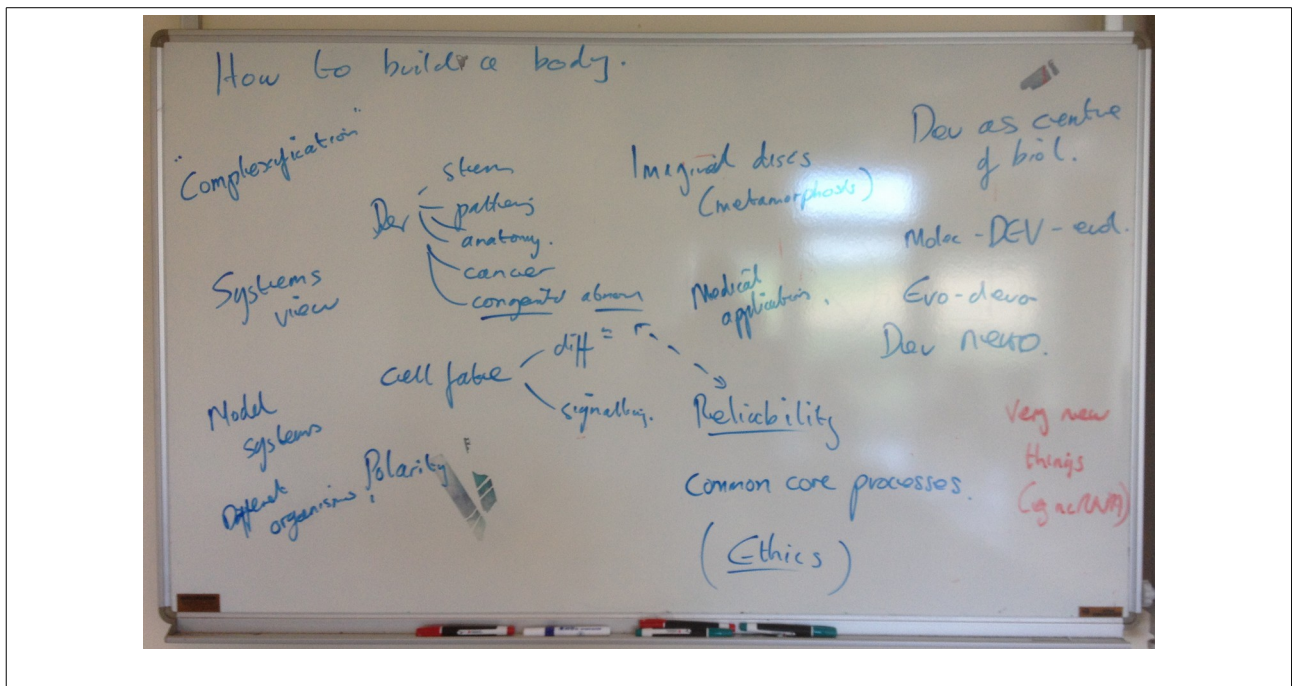 How to build a body.
"Complexification"
Dev
stem
patterning
anatomy.
cancer
congenital abnorm
Imaginal discs
(metamorphosis)
Dev as centre
of biol.
Molec-DEV-evol.
Systems
view
Medical
applications.
Evo-devo
Dev neuro.
Cell fate
diff =
signalling.
Reliability
Model
systems
Different
organisms
Polarity
Common core processes.
(Ethics)
Very new
things
(eg ncRNA)